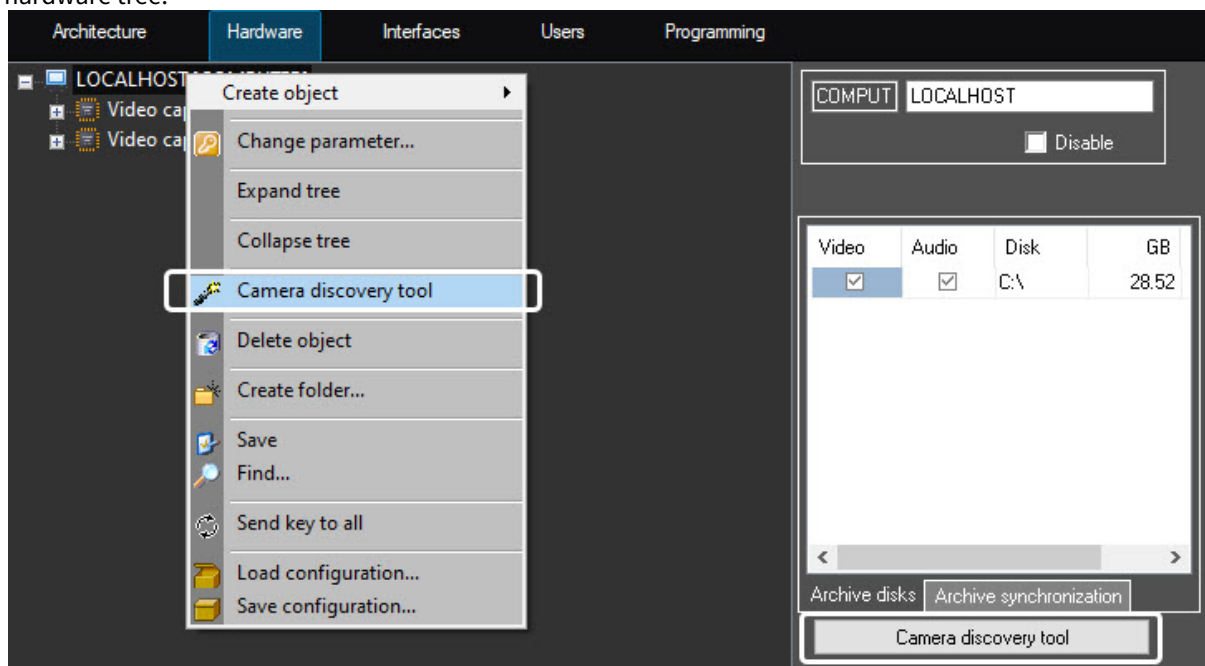 hardware tree.
Architecture Hardware Interfaces Users Programming
LOCALHOST
Video ca
Video ca
Create object
Change parameter...
Expand tree
Collapse tree
Camera discovery tool
Delete object
Create folder...
Save
Find...
Send key to all
Load configuration...
Save configuration...
COMPUT LOCALHOST
Disable
Video Audio Disk GB
C:\ 28.52
Archive disks Archive synchronization
Camera discovery tool